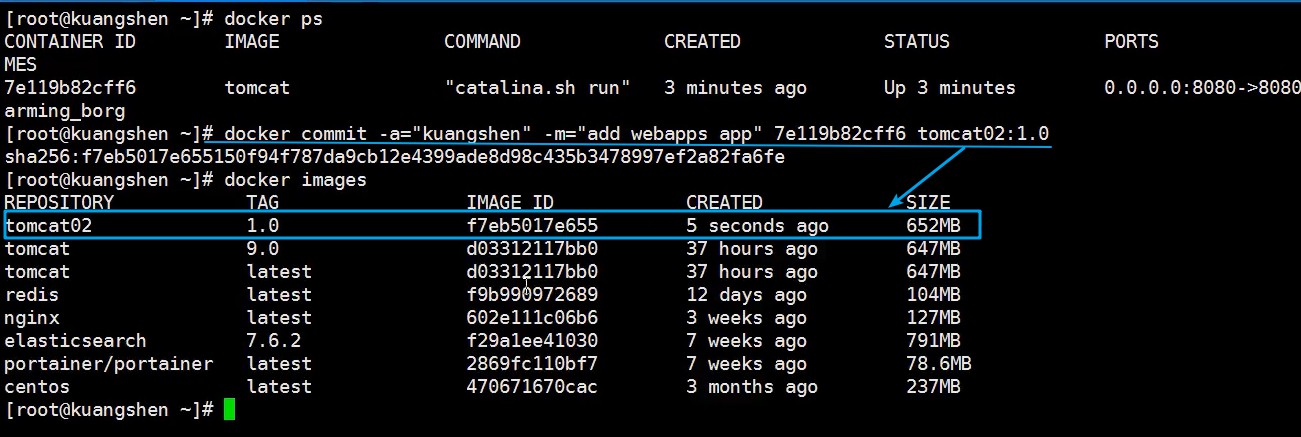 [root@kuangshen ~]# docker ps
CONTAINER ID IMAGE COMMAND CREATED STATUS PORTS
MES
7e119b82cff6 tomcat "catalina.sh run" 3 minutes ago Up 3 minutes 0.0.0.0:8080->8080
arming_borg
[root@kuangshen ~]# docker commit -a="kuangshen" -m="add webapps app" 7e119b82cff6 tomcat02:1.0
sha256:f7eb5017e655150f94f787da9cb12e4399ade8d98c435b3478997ef2a82fa6fe
[root@kuangshen ~]# docker images
REPOSITORY TAG IMAGE ID CREATED SIZE
tomcat02 1.0 f7eb5017e655 5 seconds ago 652MB
tomcat 9.0 d03312117bb0 37 hours ago 647MB
tomcat latest d03312117bb0 37 hours ago 647MB
redis latest f9b990972689 12 days ago 104MB
nginx latest 602e111c06b6 3 weeks ago 127MB
elasticsearch 7.6.2 f29a1ee41030 7 weeks ago 791MB
portainer/portainer latest 2869fc110bf7 7 weeks ago 78.6MB
centos latest 470671670cac 3 months ago 237MB
[root@kuangshen ~]#